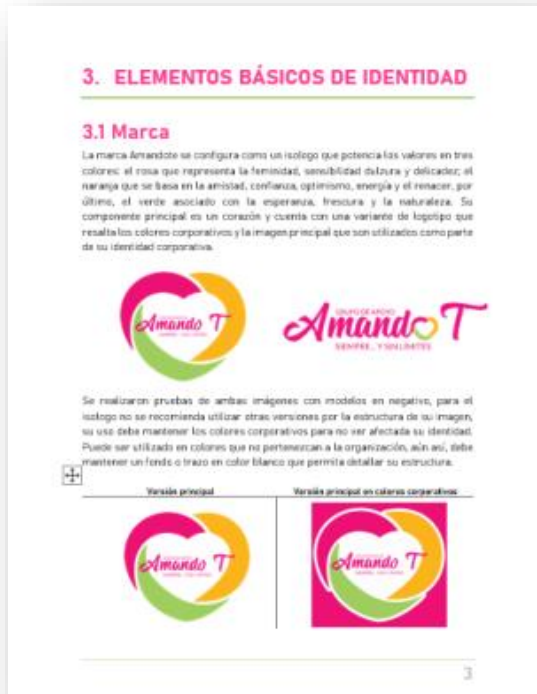 3. ELEMENTOS BÁSICOS DE IDENTIDAD
3.1 Marca
La marca Amandote se configura como un isologo que potencia los valores en tres
colores: el rosa que representa la feminidad, sensibilidad dulzura y delicadez; el
naranja que se basa en la amistad, confianza, optimismo, energía y el renacer, por
último, el verde asociado con la esperanza, frescura y la naturaleza. Su
componente principal es un corazón y cuenta con una variante de logotipo que
resalta los colores corporativos y la imagen principal que son utilizados como parte
de su identidad corporativa.
Amando T
GRUPO DE APOYO
Amando T
SIEMPRE... Y SIN LIMITES
Se realizaron pruebas de ambas imágenes con modelos en negativo, para el
isologo no se recomienda utilizar otras versiones por la estructura de su imagen,
su uso debe mantener los colores corporativos para no ver afectada su identidad.
Puede ser utilizado en colores que no pertenezcan a la organización, aún así, debe
mantener un fondo o trazo en color blanco que permita detallar su estructura.
Versión principal
Versión principal en colores corporativos
Amando T
Amando T
3